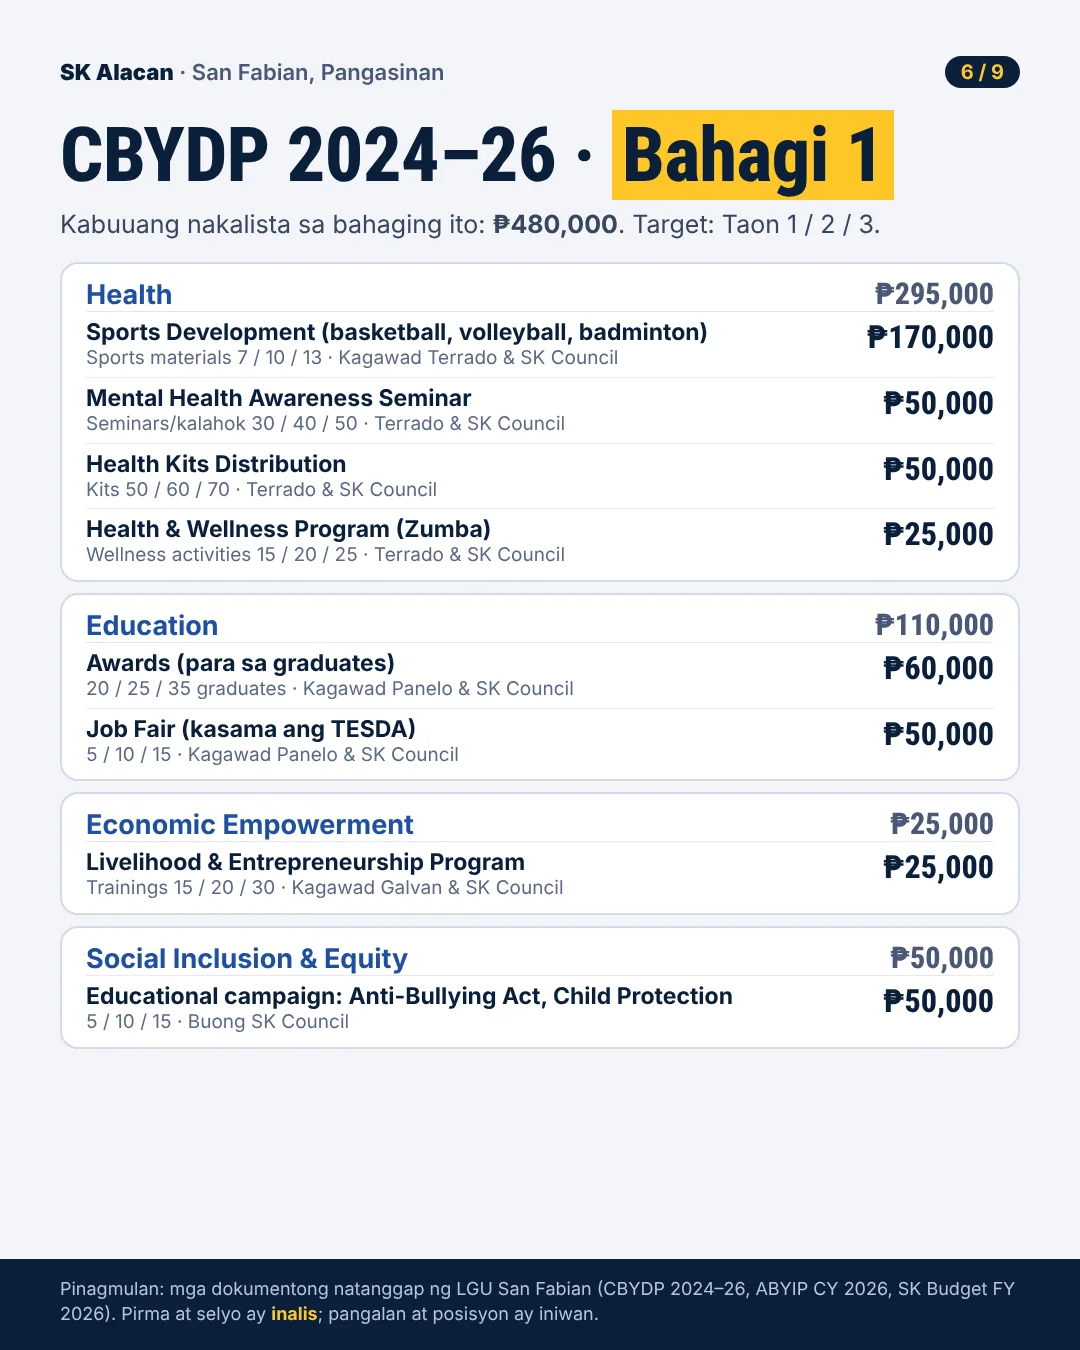 SK Alacan · San Fabian, Pangasinan
6 / 9
CBYDP 2024–26 · Bahagi 1
Kabuuang nakalista sa bahaging ito: ₱480,000. Target: Taon 1 / 2 / 3.
Health ₱295,000
Sports Development (basketball, volleyball, badminton) ₱170,000
Sports materials 7 / 10 / 13 · Kagawad Terrado & SK Council
Mental Health Awareness Seminar ₱50,000
Seminars/kalahok 30 / 40 / 50 · Terrado & SK Council
Health Kits Distribution ₱50,000
Kits 50 / 60 / 70 · Terrado & SK Council
Health & Wellness Program (Zumba) ₱25,000
Wellness activities 15 / 20 / 25 · Terrado & SK Council
Education ₱110,000
Awards (para sa graduates) ₱60,000
20 / 25 / 35 graduates · Kagawad Panelo & SK Council
Job Fair (kasama ang TESDA) ₱50,000
5 / 10 / 15 · Kagawad Panelo & SK Council
Economic Empowerment ₱25,000
Livelihood & Entrepreneurship Program ₱25,000
Trainings 15 / 20 / 30 · Kagawad Galvan & SK Council
Social Inclusion & Equity ₱50,000
Educational campaign: Anti-Bullying Act, Child Protection ₱50,000
5 / 10 / 15 · Buong SK Council
Pinagmulan: mga dokumentong natanggap ng LGU San Fabian (CBYDP 2024–26, ABYIP CY 2026, SK Budget FY
2026). Pirma at selyo ay inalis; pangalan at posisyon ay iniwan.